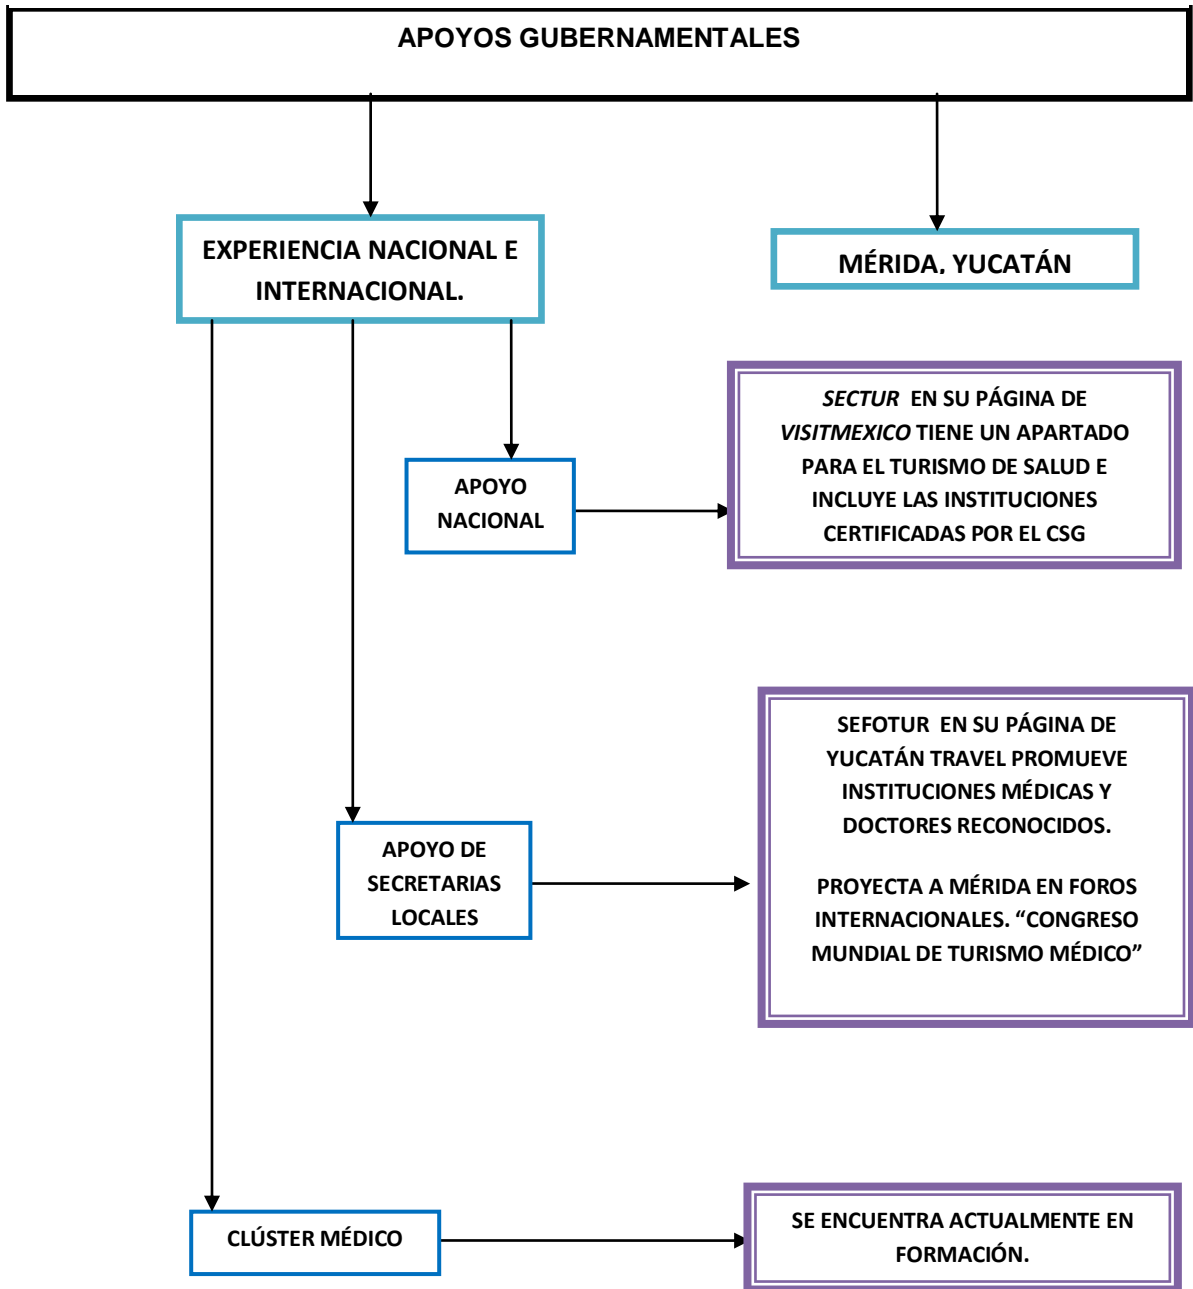 APOYOS GUBERNAMENTALES
EXPERIENCIA NACIONAL E
INTERNACIONAL.
MÉRIDA, YUCATÁN
APOYO
NACIONAL
SECTUR EN SU PÁGINA DE
VISITMEXICO TIENE UN APARTADO
PARA EL TURISMO DE SALUD E
INCLUYE LAS INSTITUCIONES
CERTIFICADAS POR EL CSG
APOYO DE
SECRETARIAS
LOCALES
SEFOTUR EN SU PÁGINA DE
YUCATÁN TRAVEL PROMUEVE
INSTITUCIONES MÉDICAS Y
DOCTORES RECONOCIDOS.
PROYECTA A MÉRIDA EN FOROS
INTERNACIONALES. “CONGRESO
MUNDIAL DE TURISMO MÉDICO”
CLÚSTER MÉDICO
SE ENCUENTRA ACTUALMENTE EN
FORMACIÓN.